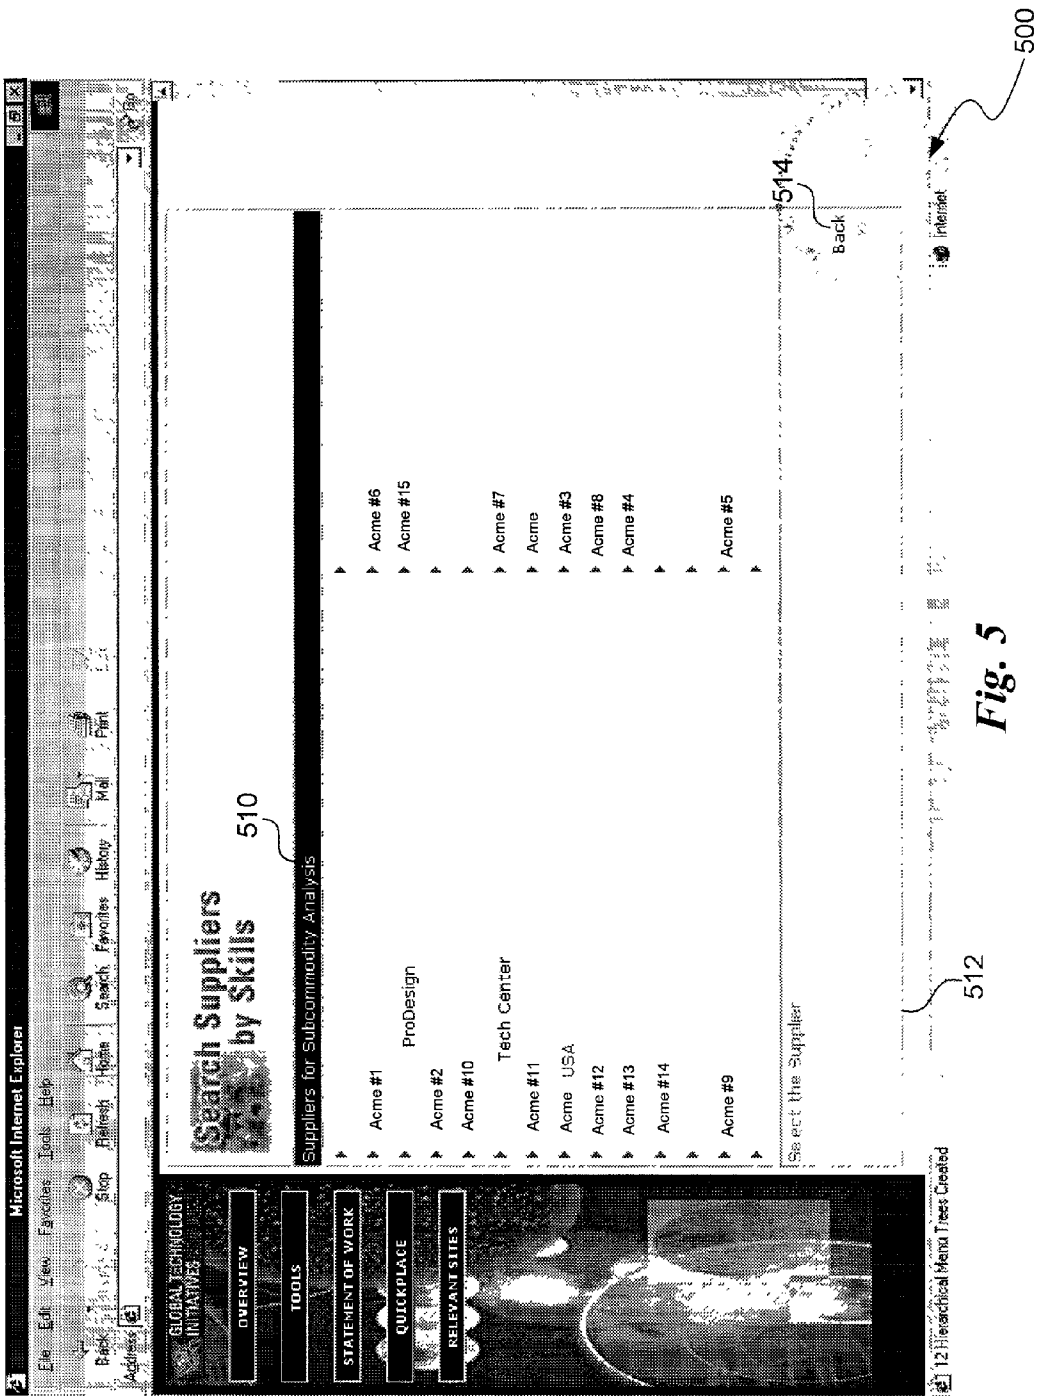 Microsoft Internet Explorer
File Edit View Favorites Tools Help
Back Stop Refresh Home Search Favorites History Mail Print
Address
Go
GLOBAL TECHNOLOGY
INITIATIVES
OVERVIEW
TOOLS
STATEMENT OF WORK
QUICKPLACE
RELEVANT SITES
Search Suppliers
by Skills
510
Suppliers for Subcommodity Analysis
Acme #1
Acme #6
ProDesign
Acme #15
Acme #2
Acme #10
Tech Center
Acme #7
Acme #11
Acme
Acme USA
Acme #3
Acme #12
Acme #8
Acme #13
Acme #4
Acme #14
Acme #9
Acme #5
Select the Supplier
514
Back
512
12 Hierarchical Menu Trees Created
Internet
500
Fig. 5